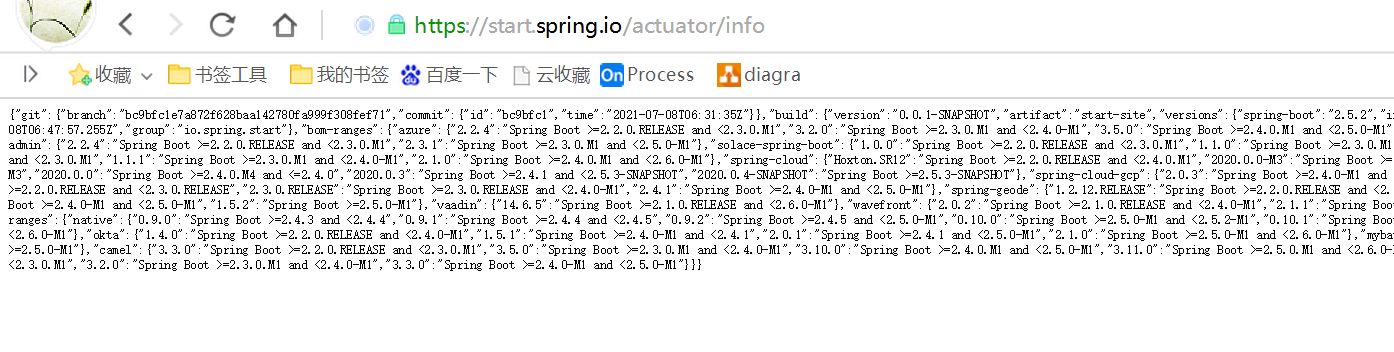 https://start.spring.io/actuator/info
收藏 书签工具 我的书签 百度一下 云收藏 On Process diagra
{"git":{"branch":"bc9bfc1e7a872f628baa142780fa999f308fef71","commit":{"id":"bc9bfc1","time":"2021-07-08T06:31:35Z"}},"build":{"version":"0.0.1-SNAPSHOT","artifact":"start-site","versions":{"spring-boot":"2.5.2","i
08T06:47:57.255Z","group":"io.spring.start"},"bom-ranges":{"azure":{"2.2.4":"Spring Boot >=2.2.0.RELEASE and <2.3.0.M1","3.2.0":"Spring Boot >=2.3.0.M1 and <2.4.0-M1","3.5.0":"Spring Boot >=2.4.0.M1 and <2.5.0-M1"
admin":{"2.2.4":"Spring Boot >=2.2.0.RELEASE and <2.3.0.M1","2.3.1":"Spring Boot >=2.3.0.M1 and <2.5.0-M1"},"solace-spring-boot":{"1.0.0":"Spring Boot >=2.2.0.RELEASE and <2.3.0.M1","1.1.0":"Spring Boot >=2.3.0.M1
and <2.3.0.M1","1.1.1":"Spring Boot >=2.3.0.M1 and <2.4.0-M1","2.1.0":"Spring Boot >=2.4.0.M1 and <2.6.0-M1"},"spring-cloud":{"Hoxton.SR12":"Spring Boot >=2.2.0.RELEASE and <2.4.0.M1","2020.0.0-M3":"Spring Boot >=
M3","2020.0.0":"Spring Boot >=2.4.0.M4 and <=2.4.0","2020.0.3":"Spring Boot >=2.4.1 and <2.5.3-SNAPSHOT","2020.0.4-SNAPSHOT":"Spring Boot >=2.5.3-SNAPSHOT"},"spring-cloud-gcp":{"2.0.3":"Spring Boot >=2.4.0-M1 and
>=2.2.0.RELEASE and <2.3.0.RELEASE","2.3.0.RELEASE":"Spring Boot >=2.3.0.RELEASE and <2.4.0-M1","2.4.1":"Spring Boot >=2.4.0-M1 and <2.5.0-M1"},"spring-geode":{"1.2.12.RELEASE":"Spring Boot >=2.2.0.RELEASE and <2.
Boot >=2.4.0-M1 and <2.5.0-M1","1.5.2":"Spring Boot >=2.5.0-M1"},"vaadin":{"14.6.5":"Spring Boot >=2.1.0.RELEASE and <2.6.0-M1"},"wavefront":{"2.0.2":"Spring Boot >=2.1.0.RELEASE and <2.4.0-M1","2.1.1":"Spring Boo
ranges":{"native":{"0.9.0":"Spring Boot >=2.4.3 and <2.4.4","0.9.1":"Spring Boot >=2.4.4 and <2.4.5","0.9.2":"Spring Boot >=2.4.5 and <2.5.0-M1","0.10.0":"Spring Boot >=2.5.0-M1 and <2.5.2-M1","0.10.1":"Spring Boo
<2.6.0-M1"},"okta":{"1.4.0":"Spring Boot >=2.2.0.RELEASE and <2.4.0-M1","1.5.1":"Spring Boot >=2.4.0-M1 and <2.4.1","2.0.1":"Spring Boot >=2.4.1 and <2.5.0-M1","2.1.0":"Spring Boot >=2.5.0-M1 and <2.6.0-M1"},"myba
>=2.5.0-M1"},"camel":{"3.3.0":"Spring Boot >=2.2.0.RELEASE and <2.3.0.M1","3.5.0":"Spring Boot >=2.3.0.M1 and <2.4.0-M1","3.10.0":"Spring Boot >=2.4.0.M1 and <2.5.0-M1","3.11.0":"Spring Boot >=2.5.0.M1 and <2.6.0-
<2.3.0.M1","3.2.0":"Spring Boot >=2.3.0.M1 and <2.4.0-M1","3.3.0":"Spring Boot >=2.4.0-M1 and <2.5.0-M1"}}}